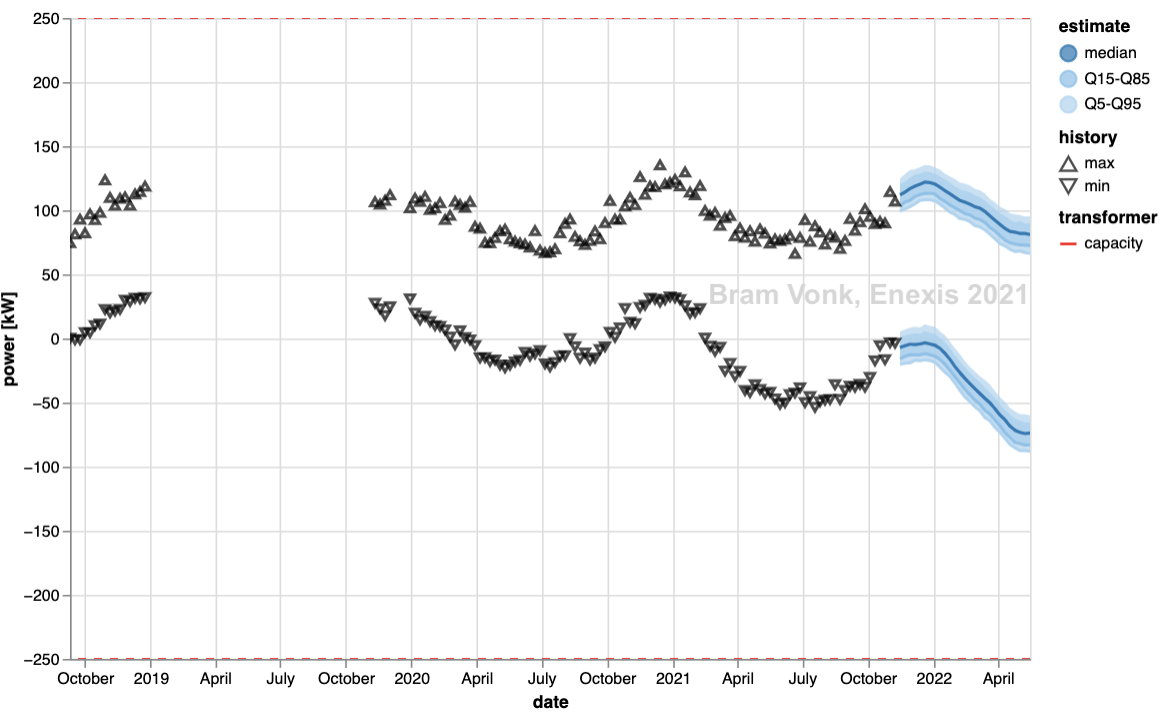 250
200
150
100
50
0
−50
−100
−150
−200
−250
power [kW]
October 2019 April July October 2020 April July October 2021 April July October 2022 April
date
Bram Vonk, Enexis 2021
estimate
median
Q15-Q85
Q5-Q95
history
max
min
transformer
capacity